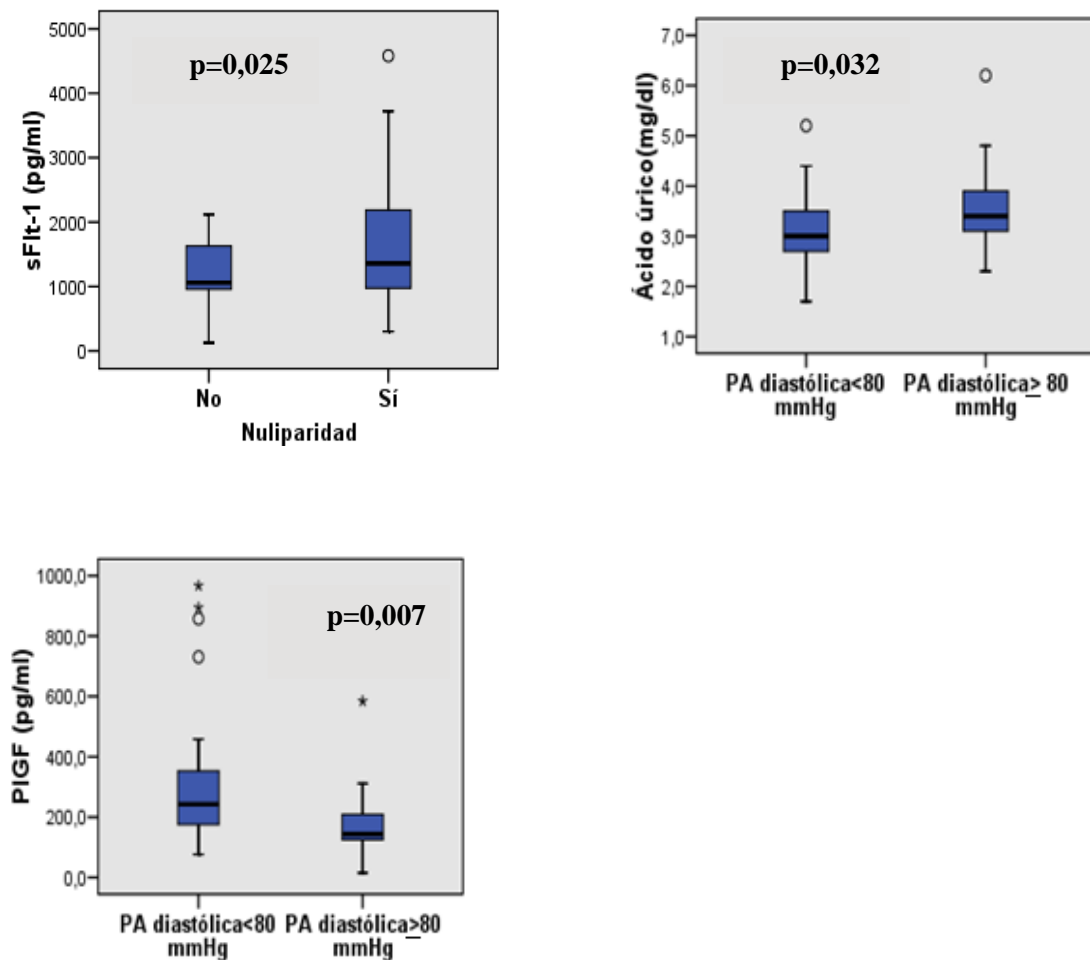 5000
4000
3000
2000
1000
0
sFlt-1 (pg/ml)
p=0,025
No Sí
Nuliparidad
7,0
6,0
5,0
4,0
3,0
2,0
1,0
Ácido úrico(mg/dl)
p=0,032
PA diastólica<80 mmHg
PA diastólica≥ 80 mmHg
1000,0
800,0
600,0
400,0
200,0
0,0
PlGF (pg/ml)
p=0,007
PA diastólica<80 mmHg
PA diastólica≥80 mmHg